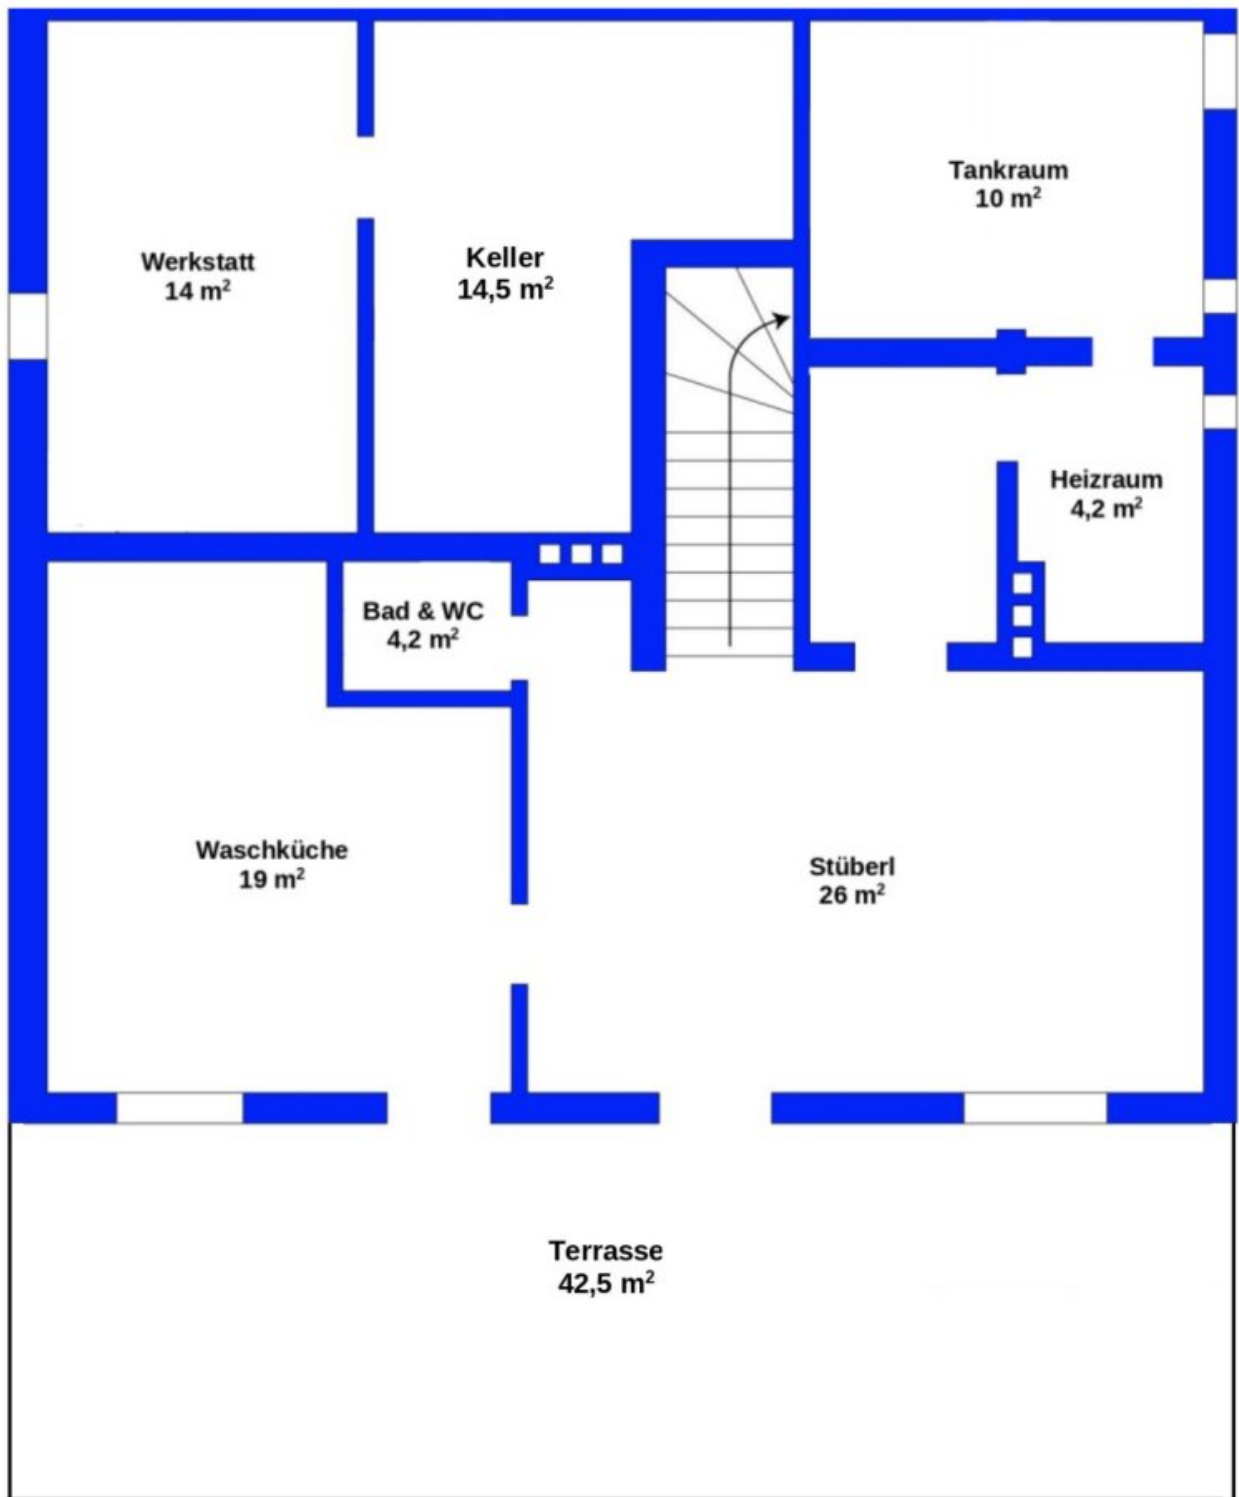 Tankraum
10 m²
Werkstatt
14 m²
Keller
14,5 m²
Heizraum
4,2 m²
Bad & WC
4,2 m²
Waschküche
19 m²
Stüberl
26 m²
Terrasse
42,5 m²